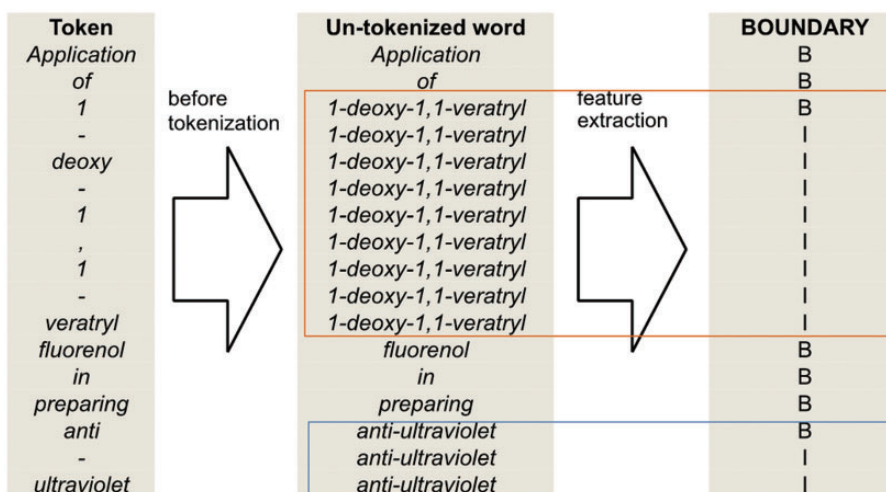 Token Un-tokenized word BOUNDARY
Application Application B
of of B
before feature
tokenization extraction
1 1-deoxy-1,1-veratryl B
- 1-deoxy-1,1-veratryl I
deoxy 1-deoxy-1,1-veratryl I
- 1-deoxy-1,1-veratryl I
1 1-deoxy-1,1-veratryl I
, 1-deoxy-1,1-veratryl I
1 1-deoxy-1,1-veratryl I
- 1-deoxy-1,1-veratryl I
veratryl 1-deoxy-1,1-veratryl I
fluorenol fluorenol B
in in B
preparing preparing B
anti anti-ultraviolet B
- anti-ultraviolet I
ultraviolet anti-ultraviolet I